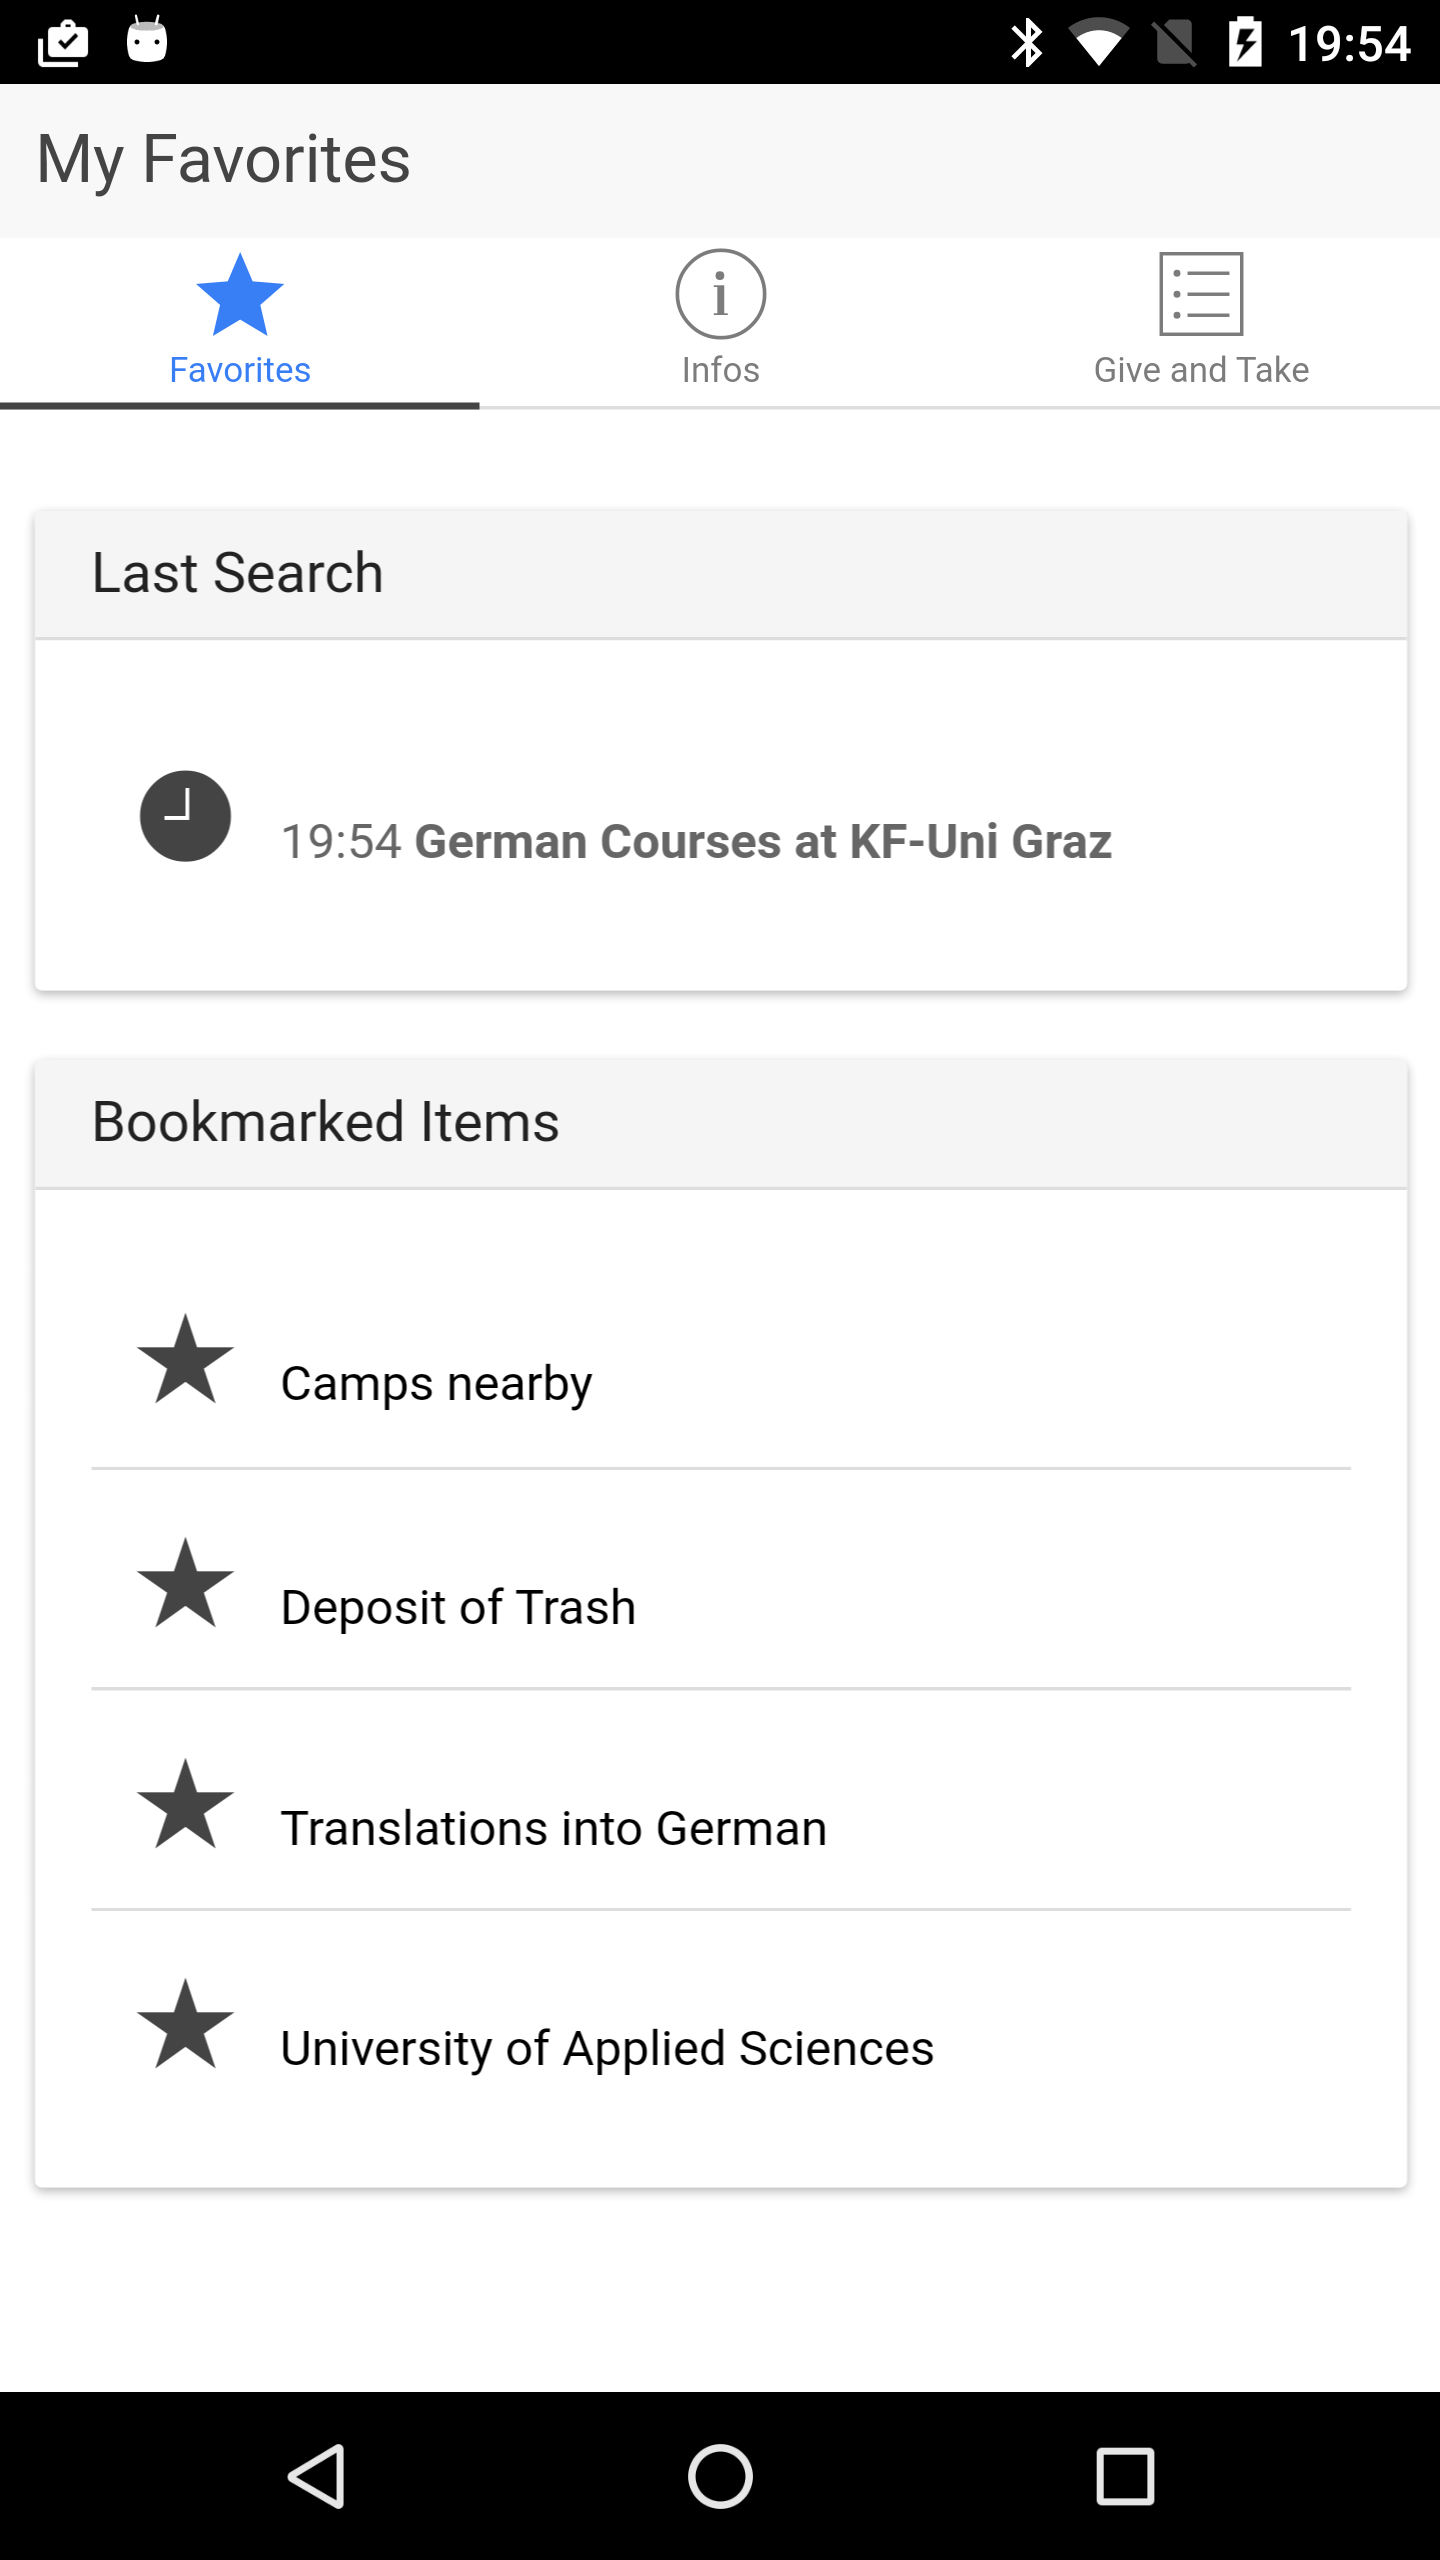 19:54
My Favorites
Favorites
Infos
Give and Take
Last Search
19:54 German Courses at KF-Uni Graz
Bookmarked Items
Camps nearby
Deposit of Trash
Translations into German
University of Applied Sciences